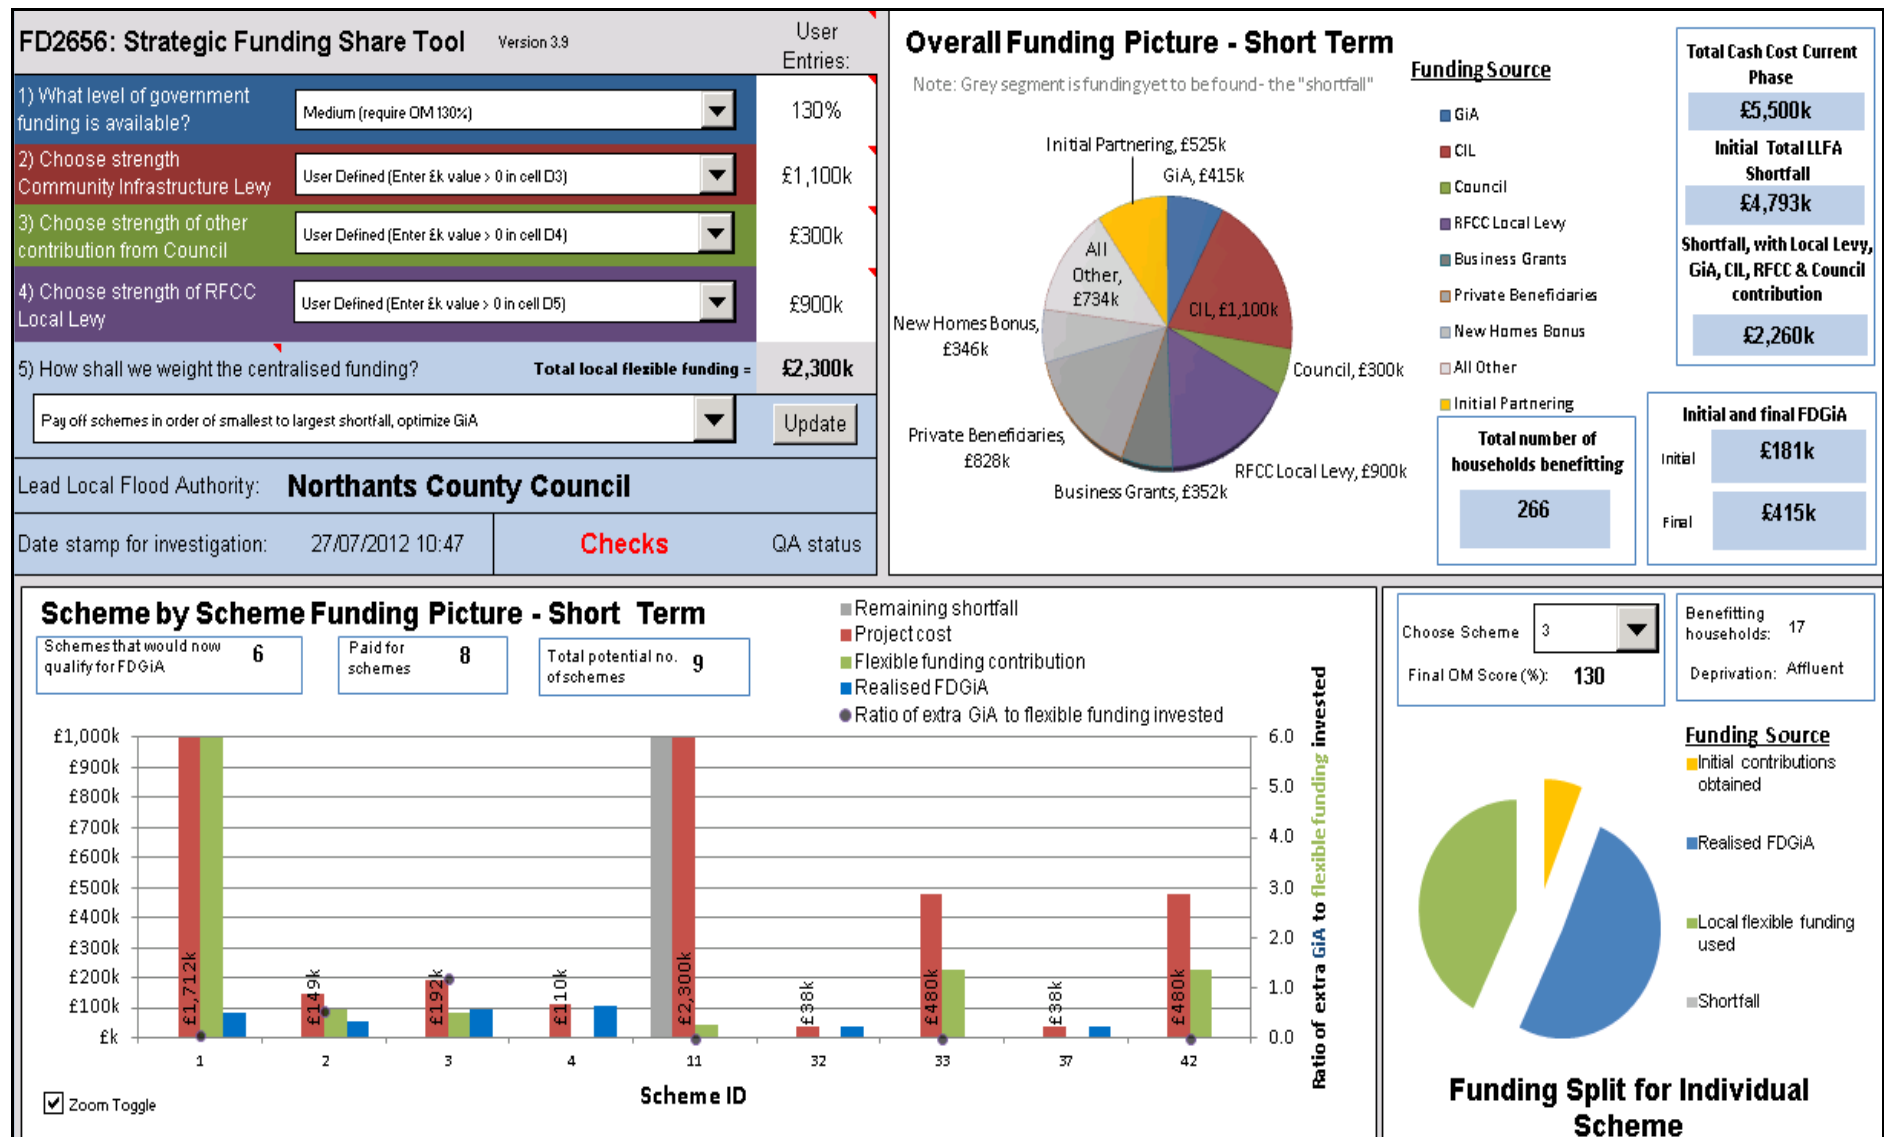 FD2656: Strategic Funding Share Tool
Version 3.9
User
Entries:
1) What level of government
funding is available?
Medium (require OM 130%)
130%
2) Choose strength
Community Infrastructure Levy
User Defined (Enter £k value > 0 in cell D3)
£1,100k
3) Choose strength of other
contribution from Council
User Defined (Enter £k value > 0 in cell D4)
£300k
4) Choose strength of RFCC
Local Levy
User Defined (Enter £k value > 0 in cell D5)
£900k
5) How shall we weight the centralised funding?
Total local flexible funding =
£2,300k
Pay off schemes in order of smallest to largest shortfall, optimize GiA
Update
Lead Local Flood Authority:
Northants County Council
Date stamp for investigation:
27/07/2012 10:47
Checks
QA status
Overall Funding Picture - Short Term
Note: Grey segment is funding yet to be found - the "shortfall"
Initial Partnering, £525k
GiA, £415k
CIL, £1,100k
Council, £300k
RFCC Local Levy, £900k
Business Grants, £352k
Private Beneficiaries,
£828k
New Homes Bonus,
£346k
All
Other,
£734k
Funding Source
GiA
CIL
Council
RFCC Local Levy
Business Grants
Private Beneficiaries
New Homes Bonus
All Other
Initial Partnering
Total Cash Cost Current
Phase
£5,500k
Initial Total LLFA
Shortfall
£4,793k
Shortfall, with Local Levy,
GiA, CIL, RFCC & Council
contribution
£2,260k
Total number of
households benefitting
266
Initial and final FDGiA
Initial
£181k
Final
£415k
Scheme by Scheme Funding Picture - Short Term
Schemes that would now
qualify for FDGiA
6
Paid for
schemes
8
Total potential no.
of schemes
9
Remaining shortfall
Project cost
Flexible funding contribution
Realised FDGiA
Ratio of extra GiA to flexible funding invested
£1,000k
£900k
£800k
£700k
£600k
£500k
£400k
£300k
£200k
£100k
£k
£1,712k
£149k
£192k
£110k
£2,300k
£38k
£480k
£38k
£480k
6.0
5.0
4.0
3.0
2.0
1.0
0.0
Ratio of extra GiA to flexible funding invested
1
2
3
4
11
32
33
37
42
Scheme ID
Zoom Toggle
Choose Scheme
3
Final OM Score (%):
130
Benefitting
households:
17
Deprivation:
Affluent
Funding Source
Initial contributions
obtained
Realised FDGiA
Local flexible funding
used
Shortfall
Funding Split for Individual
Scheme